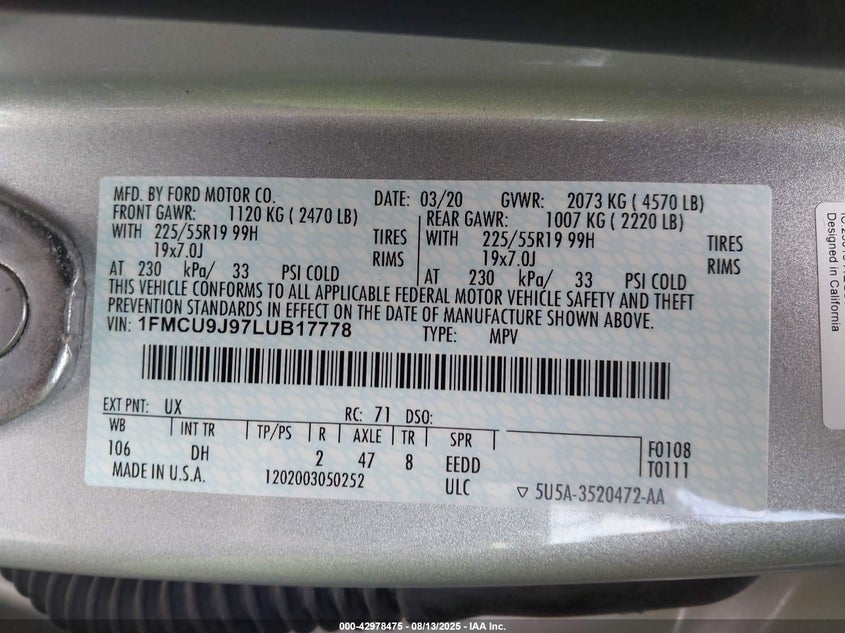 MFD. BY FORD MOTOR CO. DATE: 03/20 GVWR: 2073 KG ( 4570 LB)
FRONT GAWR: 1120 KG ( 2470 LB) REAR GAWR: 1007 KG ( 2220 LB)
WITH 225/55R19 99H TIRES WITH 225/55R19 99H TIRES
19x7.0J RIMS 19x7.0J RIMS
AT 230 kPa/ 33 PSI COLD AT 230 kPa/ 33 PSI COLD
THIS VEHICLE CONFORMS TO ALL APPLICABLE FEDERAL MOTOR VEHICLE SAFETY AND THEFT
PREVENTION STANDARDS IN EFFECT ON THE DATE OF MANUFACTURE SHOWN ABOVE.
VIN: 1FMCU9J97LUB17778 TYPE: MPV
EXT PNT: UX RC: 71 DSO:
WB INT TR TP/PS R AXLE TR SPR F0108
106 DH 2 47 8 EEDD T0111
MADE IN U.S.A. 1202003050252 ULC ▽ 5U5A-3520472-AA
Designed in California
000-42978475 - 08/13/2025 - IAA Inc.